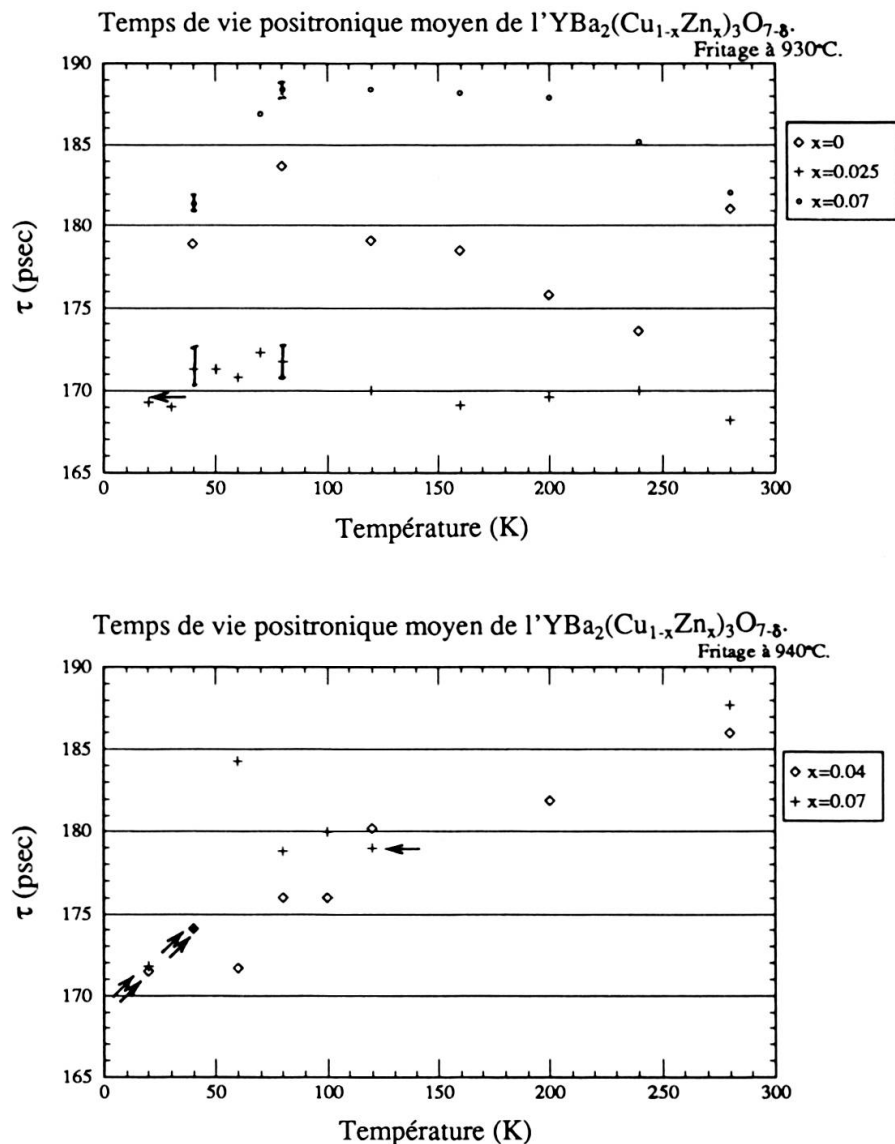 Temps de vie positronique moyen de l'YBa₂(Cu₁₋ₓZnₓ)₃O₇₋δ.
Fritage à 930°C.
190
185
180
175
170
165
τ (psec)
0 50 100 150 200 250 300
Température (K)
x=0
x=0.025
x=0.07
Temps de vie positronique moyen de l'YBa₂(Cu₁₋ₓZnₓ)₃O₇₋δ.
Fritage à 940°C.
190
185
180
175
170
165
τ (psec)
0 50 100 150 200 250 300
Température (K)
x=0.04
x=0.07